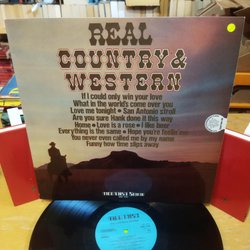 REAL
COUNTRY &
WESTERN
If I could only win your love
What in the world's come over you
Love me tonight • San Antonio stroll
Are you sure Hank done it this way
Home • Love is a rose • I like beer
Everything is the same • Hope you're feelin'
You never even called me by my name
Funny how time slips away